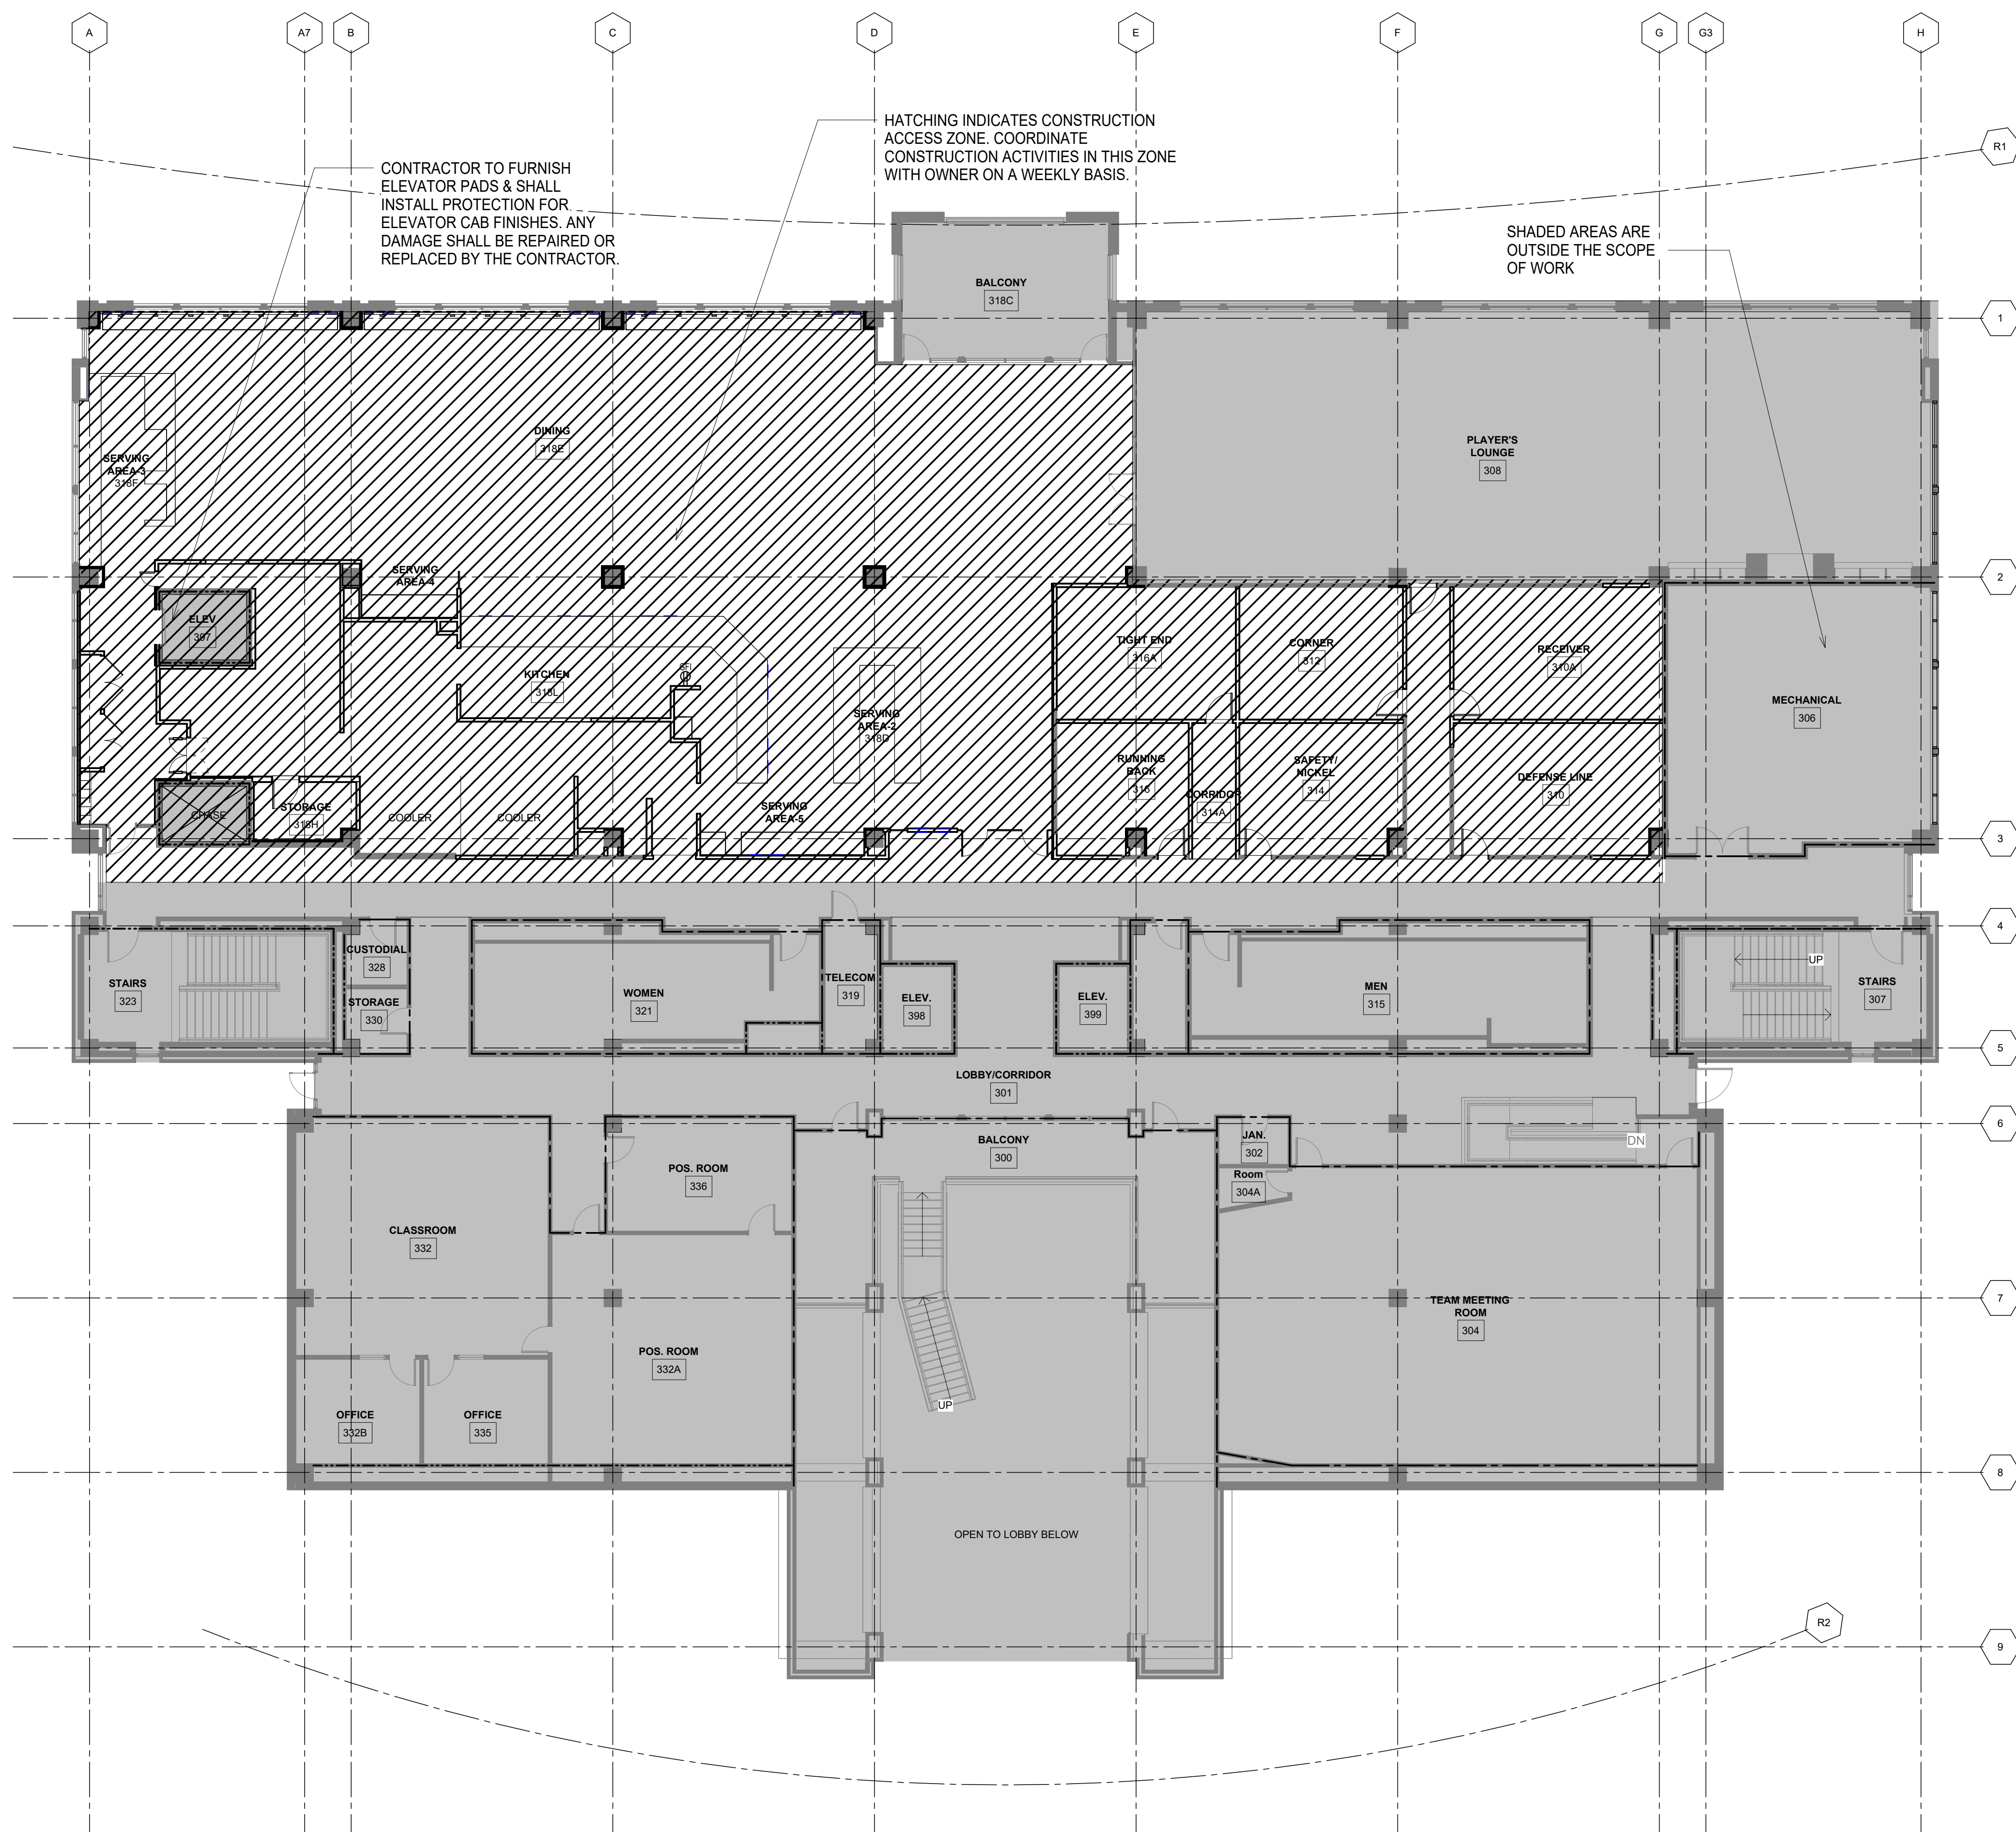 A
A7
B
C
D
E
F
G
G3
H
R1
HATCHING INDICATES CONSTRUCTION
ACCESS ZONE. COORDINATE
CONSTRUCTION ACTIVITIES IN THIS ZONE
WITH OWNER ON A WEEKLY BASIS.
CONTRACTOR TO FURNISH
ELEVATOR PADS & SHALL
INSTALL PROTECTION FOR
ELEVATOR CAB FINISHES. ANY
DAMAGE SHALL BE REPAIRED OR
REPLACED BY THE CONTRACTOR.
SHADED AREAS ARE
OUTSIDE THE SCOPE
OF WORK
BALCONY
318C
1
DINING
318E
PLAYER'S
LOUNGE
308
SERVING
AREA-3
318F
SERVING
AREA-4
2
ELEV.
397
KITCHEN
318L
GFI
SERVING
AREA-2
318D
TIGHT END
316A
CORNER
312
RECEIVER
310A
MECHANICAL
306
RUNNING
BACK
316
CORRIDOR
314A
SAFETY/
NICKEL
314
DEFENSE LINE
310
CHASE
STORAGE
318H
COOLER
COOLER
SERVING
AREA-5
3
4
STAIRS
323
CUSTODIAL
328
STORAGE
330
WOMEN
321
TELECOM
319
ELEV.
398
ELEV.
399
MEN
315
UP
STAIRS
307
5
LOBBY/CORRIDOR
301
6
BALCONY
300
JAN.
302
DN
Room
304A
POS. ROOM
336
CLASSROOM
332
7
TEAM MEETING
ROOM
304
POS. ROOM
332A
OFFICE
332B
OFFICE
335
UP
8
OPEN TO LOBBY BELOW
R2
9